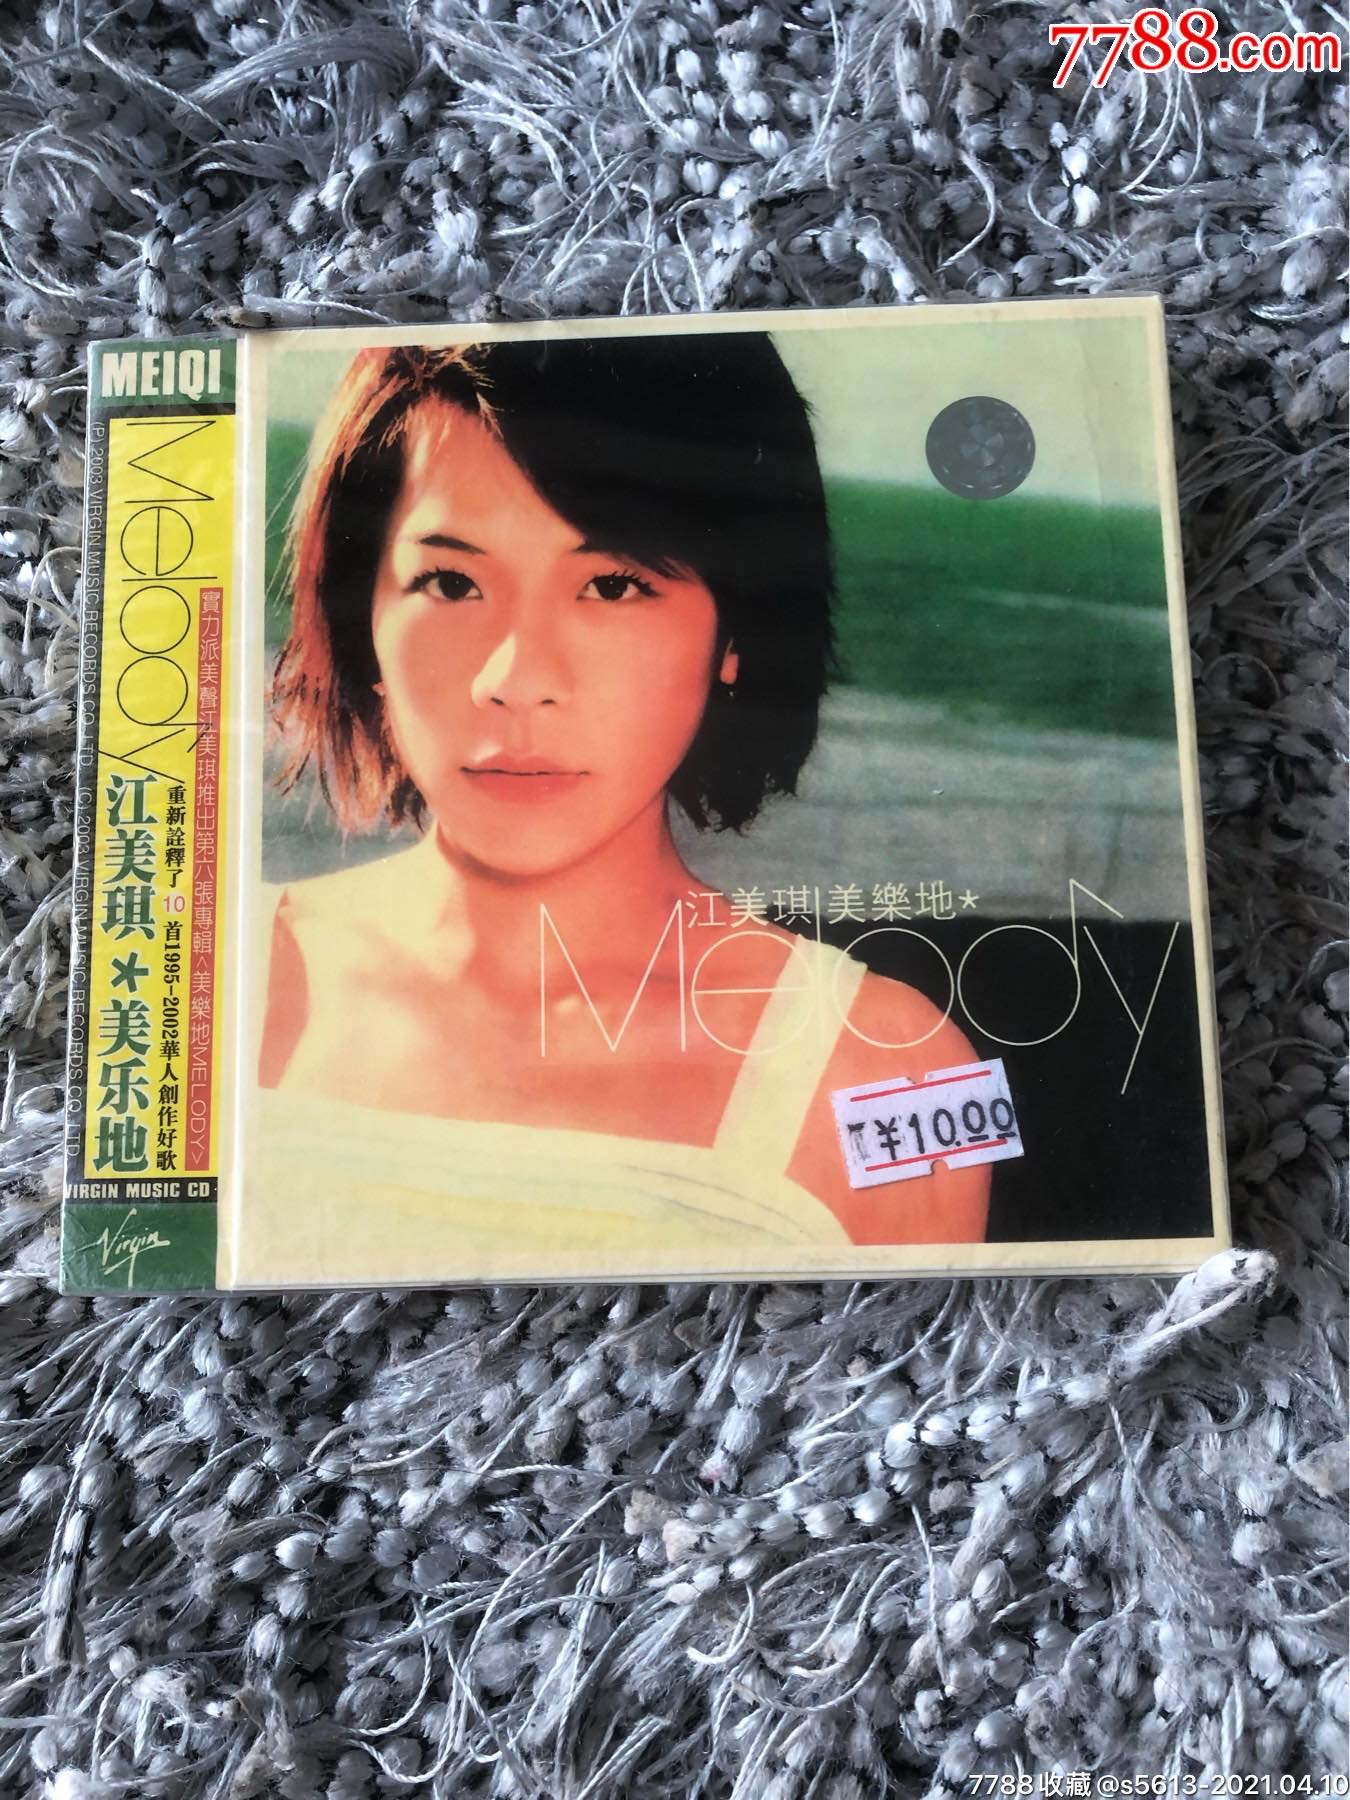 7788.com
MEIQI
Melody
江美琪*美乐地
重新詮釋了10首1995-2002華人創作好歌
實力派美聲江美琪推出第六張專輯<美樂地MELODY>
(P) 2003 VIRGIN MUSIC RECORDS CO., LTD. (C) 2003 VIRGIN MUSIC RECORDS CO., LTD.
VIRGIN MUSIC CD
Virgin
江美琪|美樂地*
Melody
¥10.00
7788收藏@s5613-2021.04.10